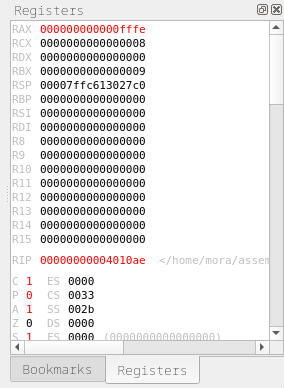 Registers
RAX 000000000000fffe
RCX 0000000000000008
RDX 0000000000000000
RBX 0000000000000009
RSP 00007ffc613027c0
RBP 0000000000000000
RSI 0000000000000000
RDI 0000000000000000
R8 0000000000000000
R9 0000000000000000
R10 0000000000000000
R11 0000000000000000
R12 0000000000000000
R13 0000000000000000
R14 0000000000000000
R15 0000000000000000
RIP 00000000004010ae </home/mora/assem
C 1 ES 0000
P 0 CS 0033
A 1 SS 002b
Z 0 DS 0000
S 1 FS 0000 (0000000000000000)
Bookmarks Registers